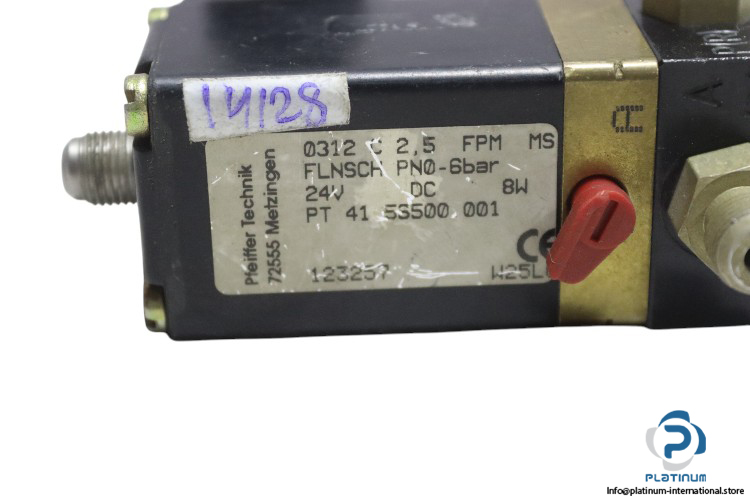 14128
Pfeiffer Technik
72555 Metzingen
0312 C 2,5 FPM MS
FLNSCH PN0-6bar
24V DC 8W
PT 41 53500 001
CE
123257 W25L
A
PLATINUM
Info@platinum-international.store